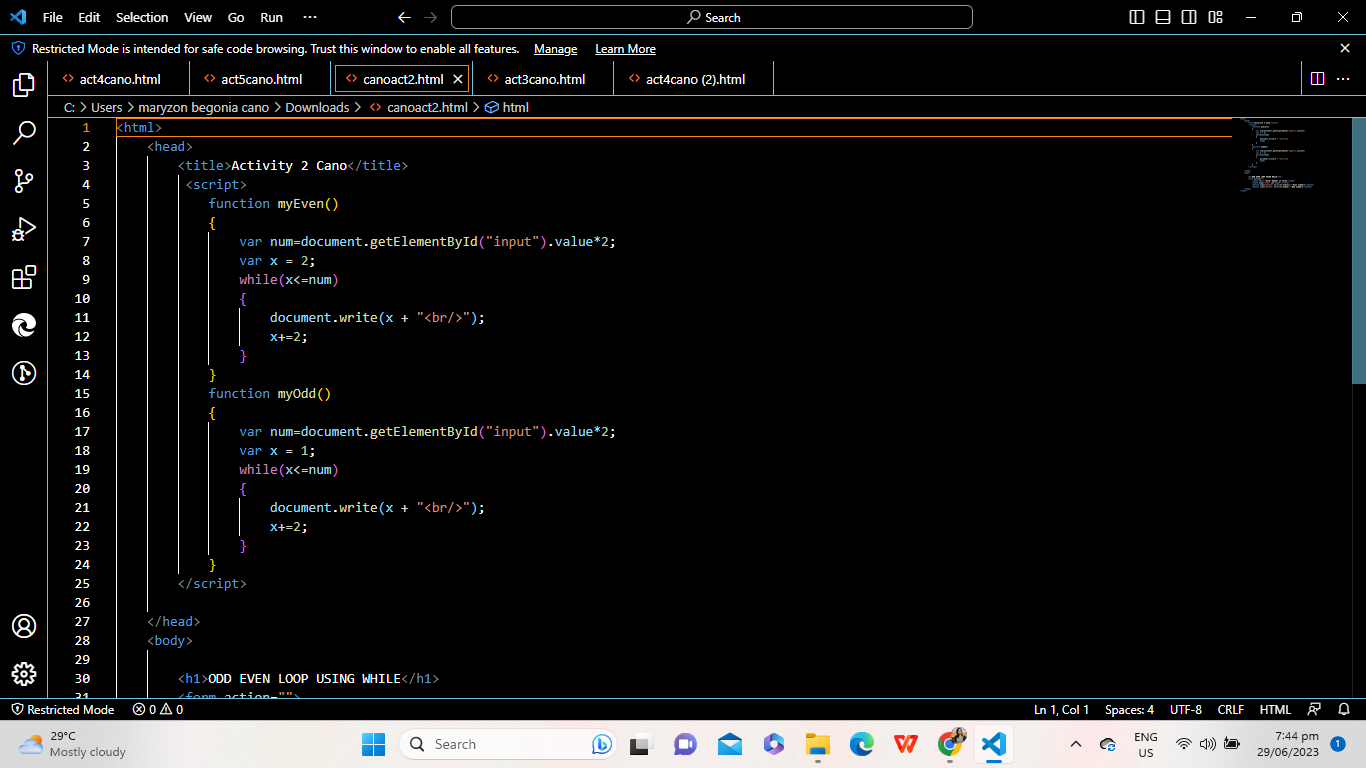 File Edit Selection View Go Run ··· Search
Restricted Mode is intended for safe code browsing. Trust this window to enable all features. Manage Learn More
act4cano.html act5cano.html canoact2.html act3cano.html act4cano (2).html
C: > Users > maryzon begonia cano > Downloads > canoact2.html > html
1 <html>
2 <head>
3 <title>Activity 2 Cano</title>
4 <script>
5 function myEven()
6 {
7 var num=document.getElementById("input").value*2;
8 var x = 2;
9 while(x<=num)
10 {
11 document.write(x + "<br/>");
12 x+=2;
13 }
14 }
15 function myOdd()
16 {
17 var num=document.getElementById("input").value*2;
18 var x = 1;
19 while(x<=num)
20 {
21 document.write(x + "<br/>");
22 x+=2;
23 }
24 }
25 </script>
26
27 </head>
28 <body>
29
30 <h1>ODD EVEN LOOP USING WHILE</h1>
31 <form action="">
Restricted Mode 0 0 Ln 1, Col 1 Spaces: 4 UTF-8 CRLF HTML
29°C
Mostly cloudy
Search
ENG
US
7:44 pm
29/06/2023
1